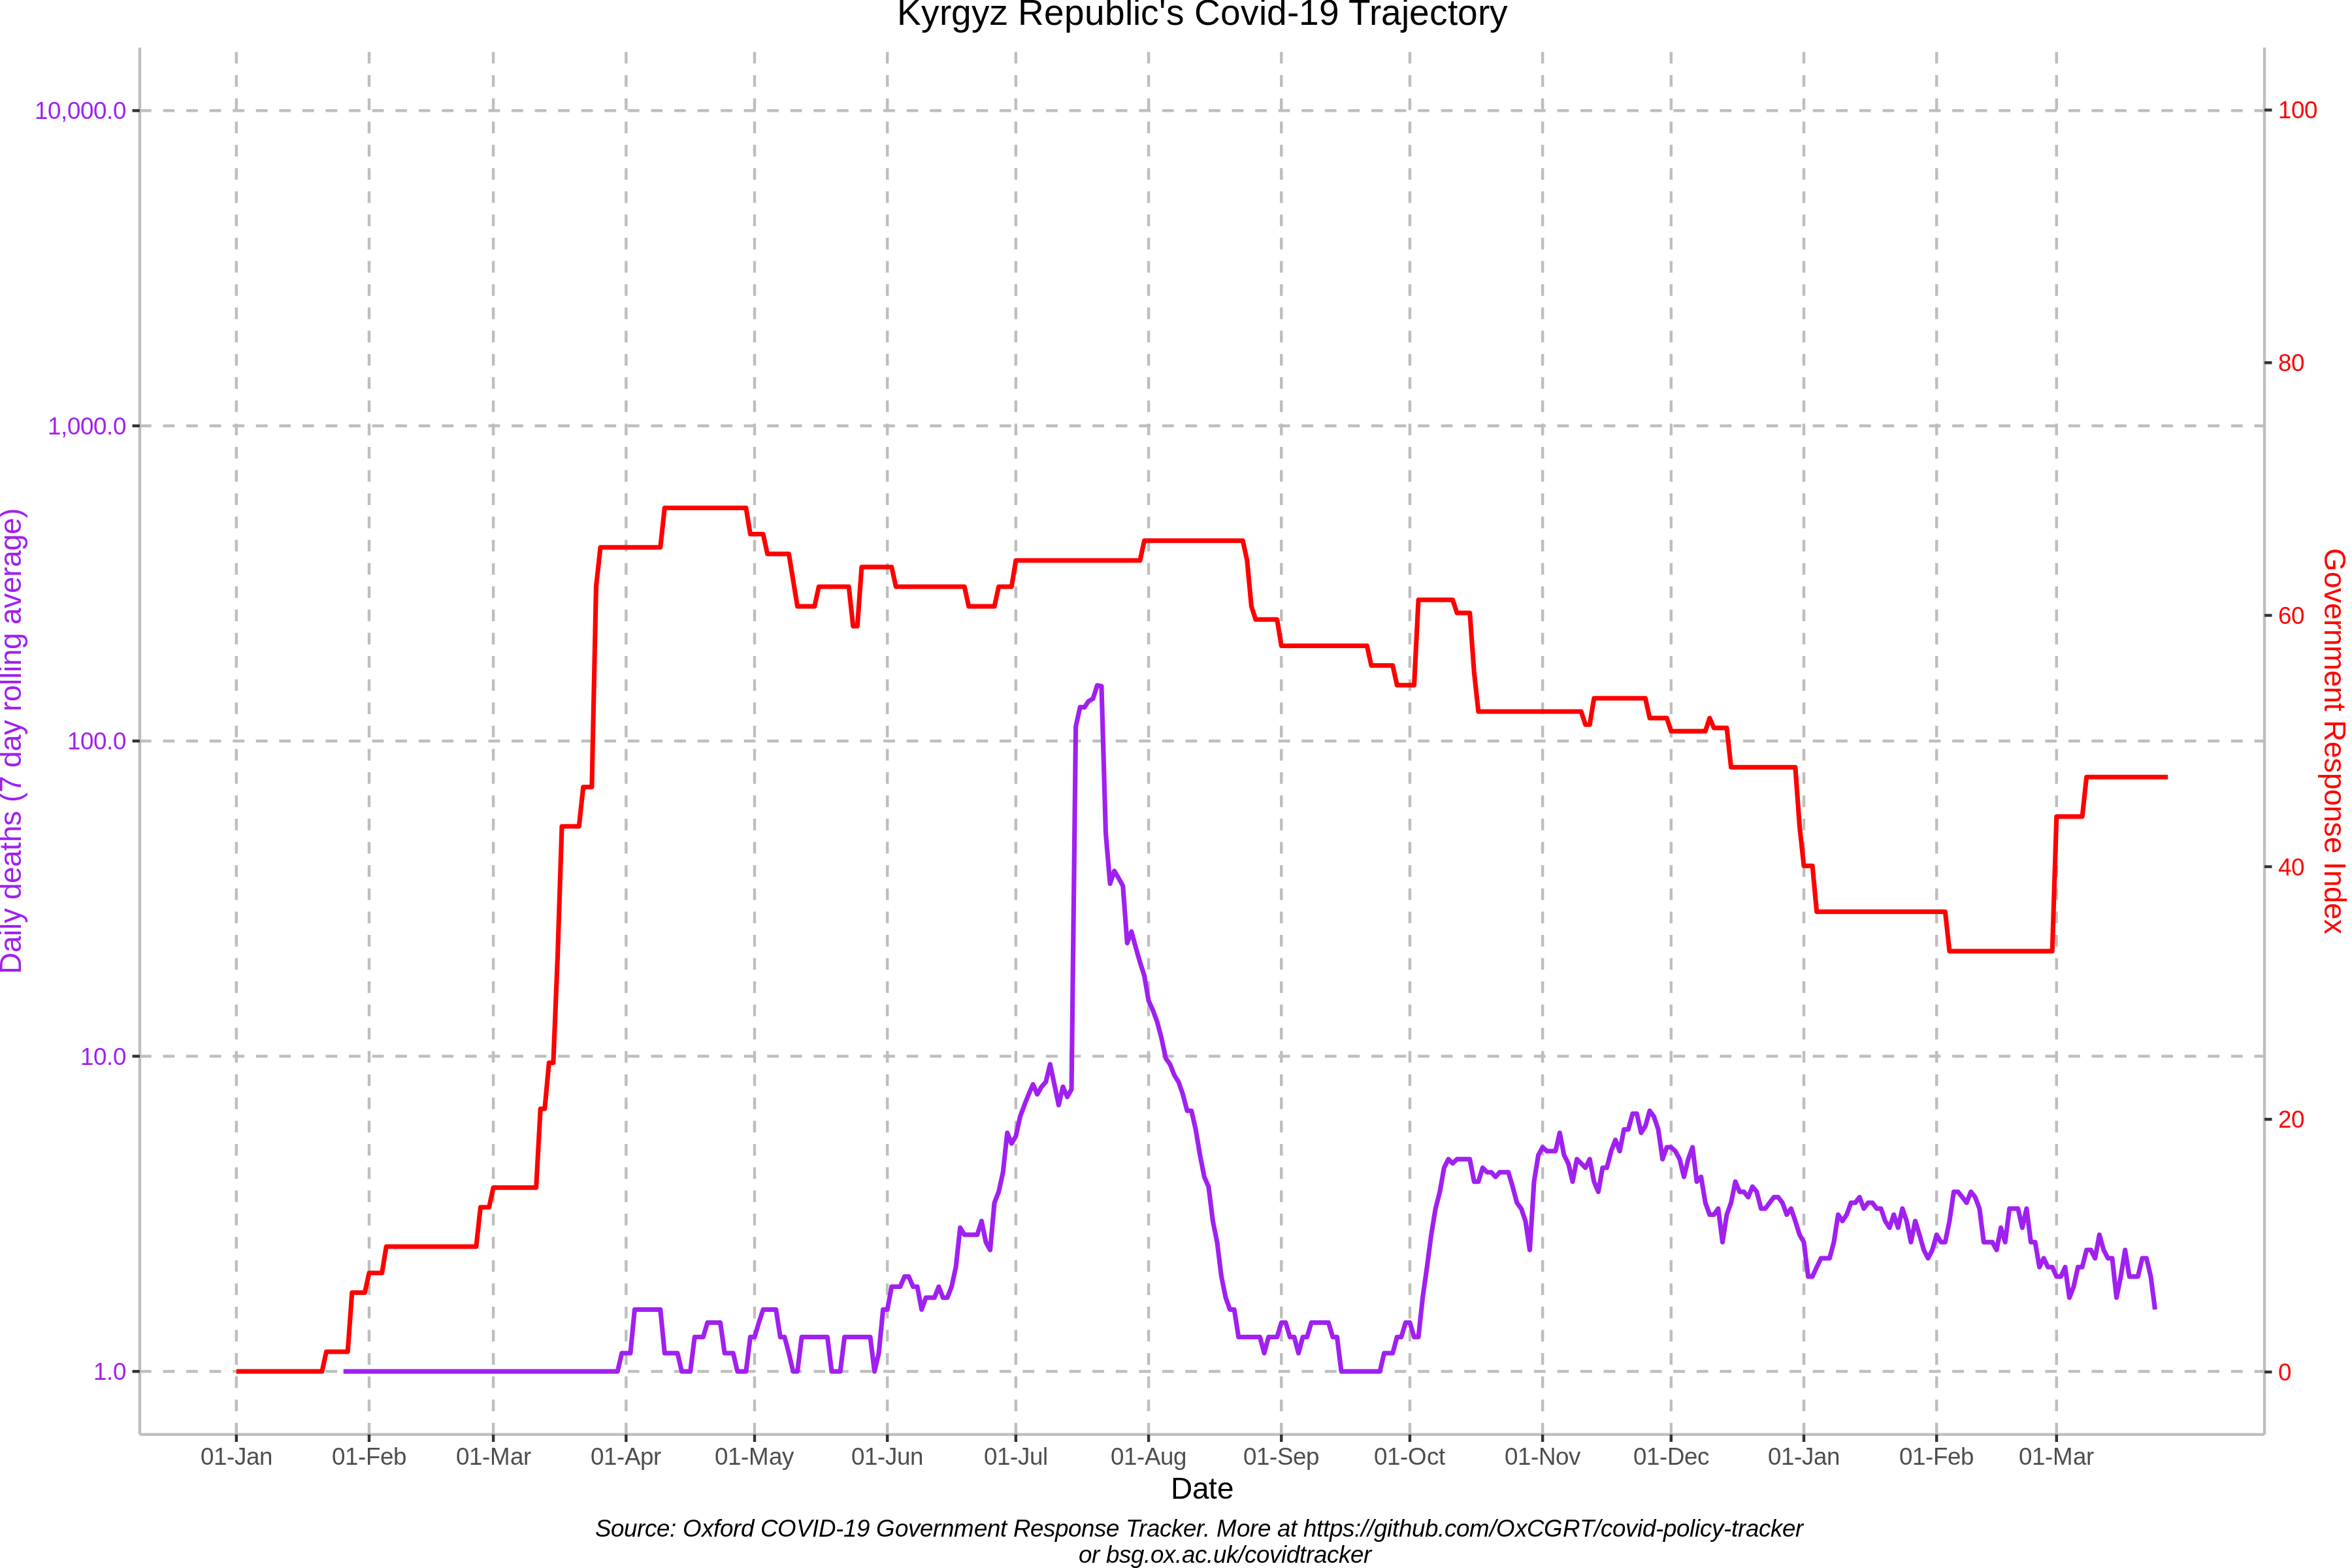 Kyrgyz Republic's Covid-19 Trajectory
Daily deaths (7 day rolling average)
10,000.0
1,000.0
100.0
10.0
1.0
100
80
60
40
20
0
Government Response Index
01-Jan 01-Feb 01-Mar 01-Apr 01-May 01-Jun 01-Jul 01-Aug 01-Sep 01-Oct 01-Nov 01-Dec 01-Jan 01-Feb 01-Mar
Date
Source: Oxford COVID-19 Government Response Tracker. More at https://github.com/OxCGRT/covid-policy-tracker
or bsg.ox.ac.uk/covidtracker